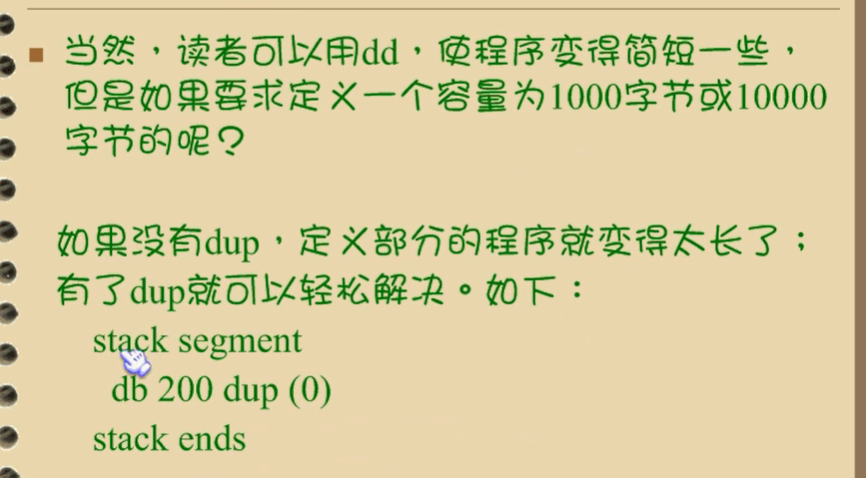 当然，读者可以用dd，使程序变得简短一些，
但是如果要求定义一个容量为1000字节或10000
字节的呢？
如果没有dup，定义部分的程序就变得太长了；
有了dup就可以轻松解决。如下：
stack segment
db 200 dup (0)
stack ends